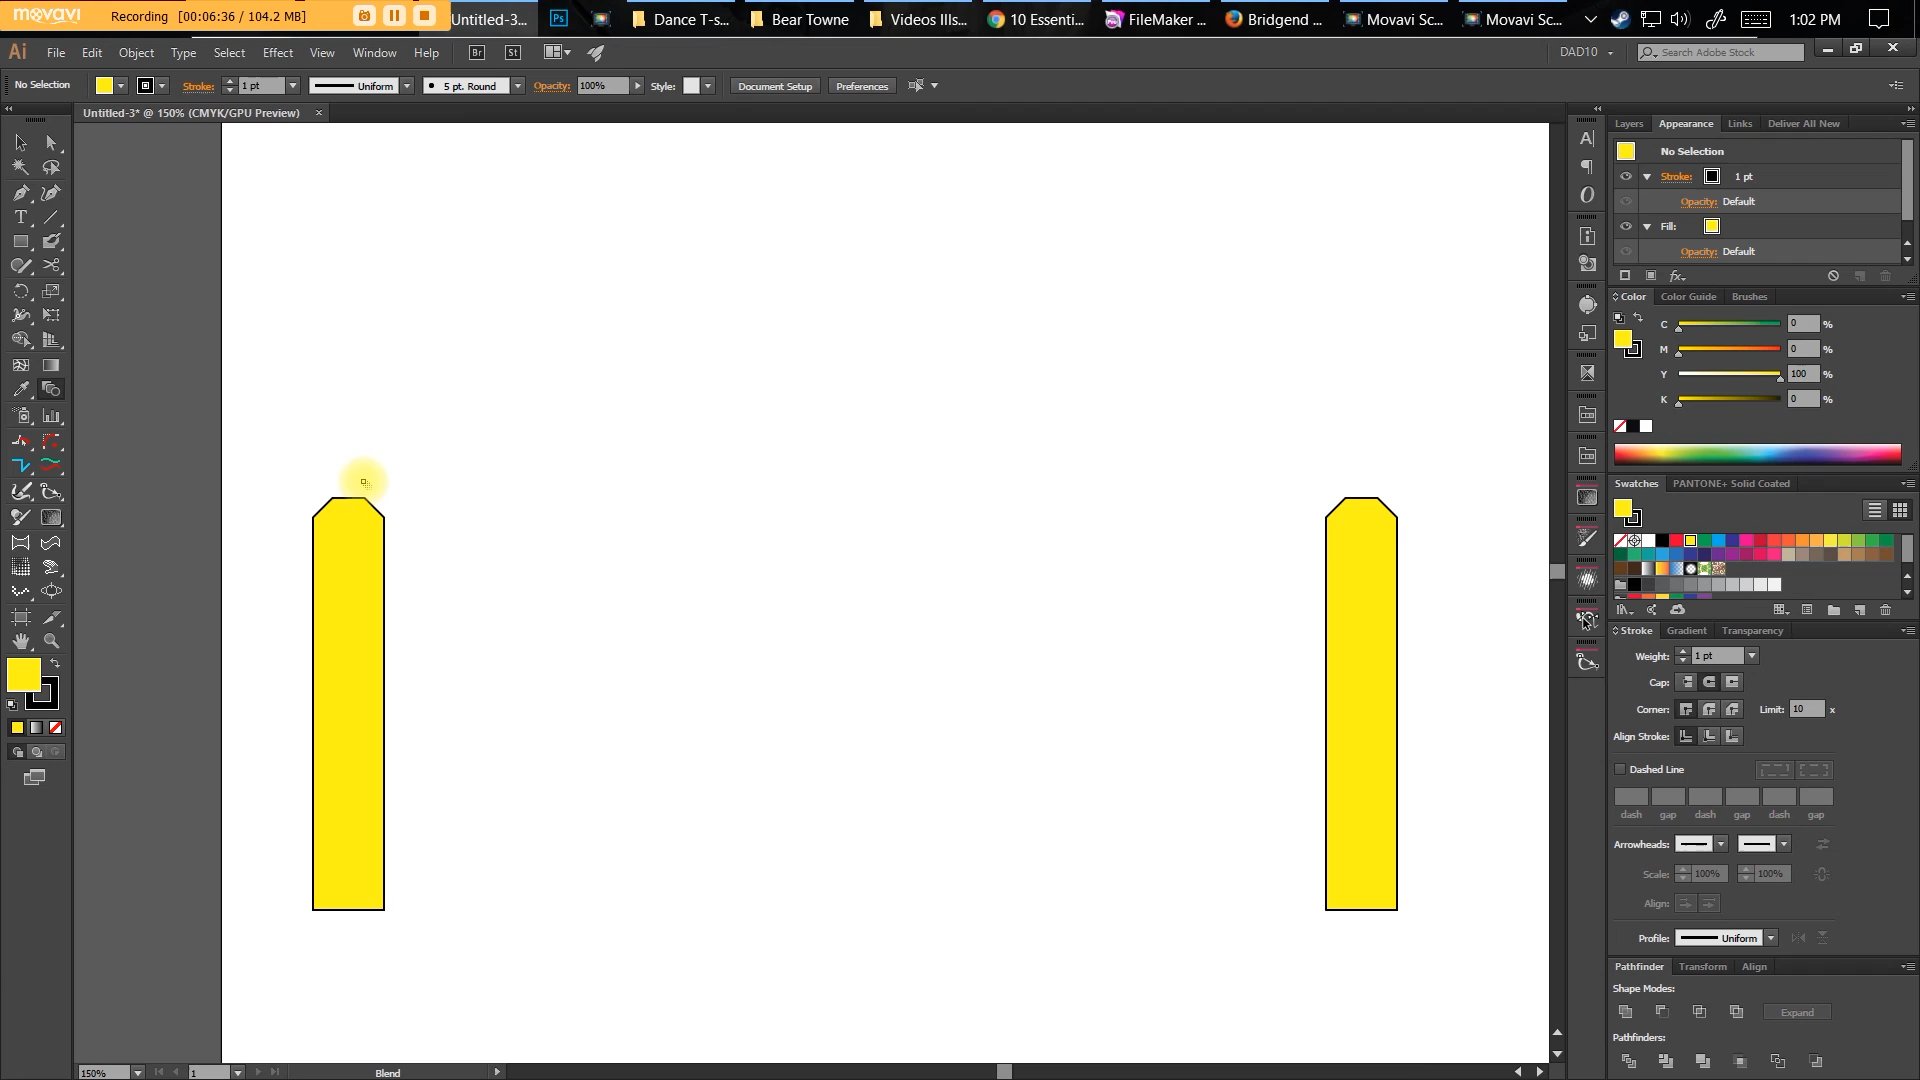 movavi
Recording [00:06:36 / 104.2 MB]
Untitled-3...
Ps
Dance T-s...
Bear Towne
Videos Ills...
10 Essenti...
FileMaker ...
Bridgend ...
Movavi Sc...
Movavi Sc...
1:02 PM
Ai File Edit Object Type Select Effect View Window Help Br St
DAD10
Search Adobe Stock
No Selection
Stroke: 1 pt
Uniform
5 pt. Round
Opacity: 100%
Style:
Document Setup
Preferences
Untitled-3* @ 150% (CMYK/GPU Preview) ×
Layers Appearance Links Deliver All New
No Selection
Stroke: 1 pt
Opacity: Default
Fill:
Opacity: Default
fx
Color Color Guide Brushes
C 0 %
M 0 %
Y 100 %
K 0 %
Swatches PANTONE+ Solid Coated
Stroke Gradient Transparency
Weight: 1 pt
Cap:
Corner: Limit: 10 x
Align Stroke:
Dashed Line
dash gap dash gap dash gap
Arrowheads:
Scale: 100% 100%
Align:
Profile: Uniform
Pathfinder Transform Align
Shape Modes:
Expand
Pathfinders:
150% 1 Blend